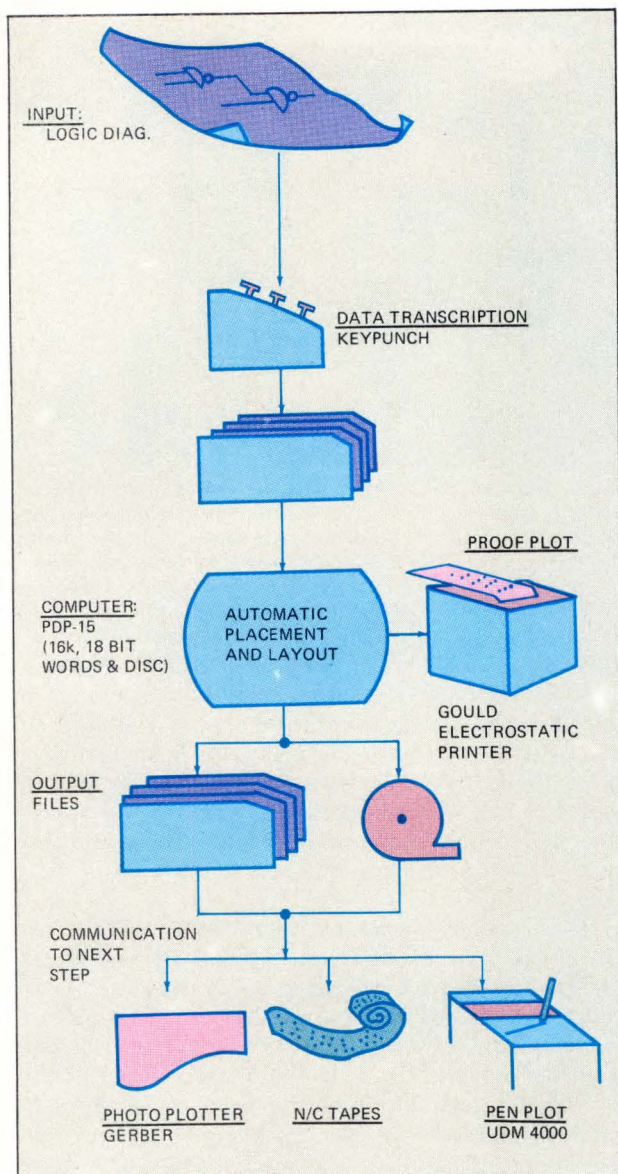 INPUT:
LOGIC DIAG.
DATA TRANSCRIPTION
KEYPUNCH
PROOF PLOT
COMPUTER:
PDP-15
(16k, 18 BIT
WORDS & DISC)
AUTOMATIC
PLACEMENT
AND LAYOUT
GOULD
ELECTROSTATIC
PRINTER
OUTPUT
FILES
COMMUNICATION
TO NEXT
STEP
PHOTO PLOTTER
GERBER
N/C TAPES
PEN PLOT
UDM 4000